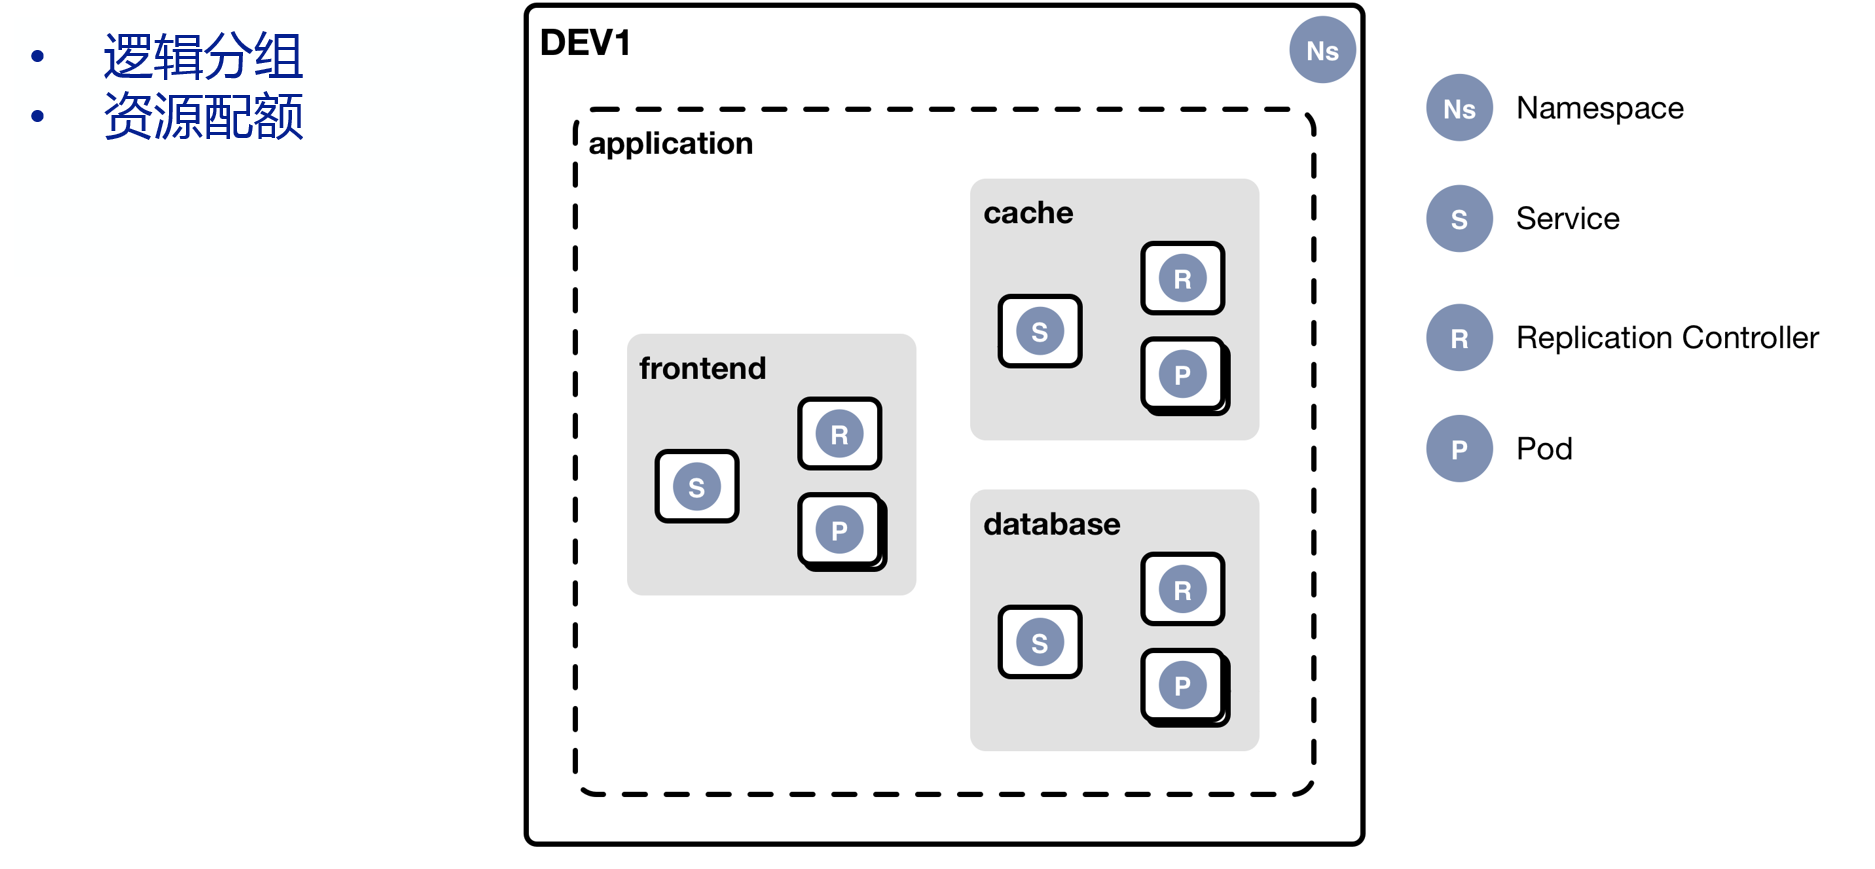 • 逻辑分组
• 资源配额
DEV1
Ns
application
frontend
S
R
P
cache
S
R
P
database
S
R
P
Ns Namespace
S Service
R Replication Controller
P Pod